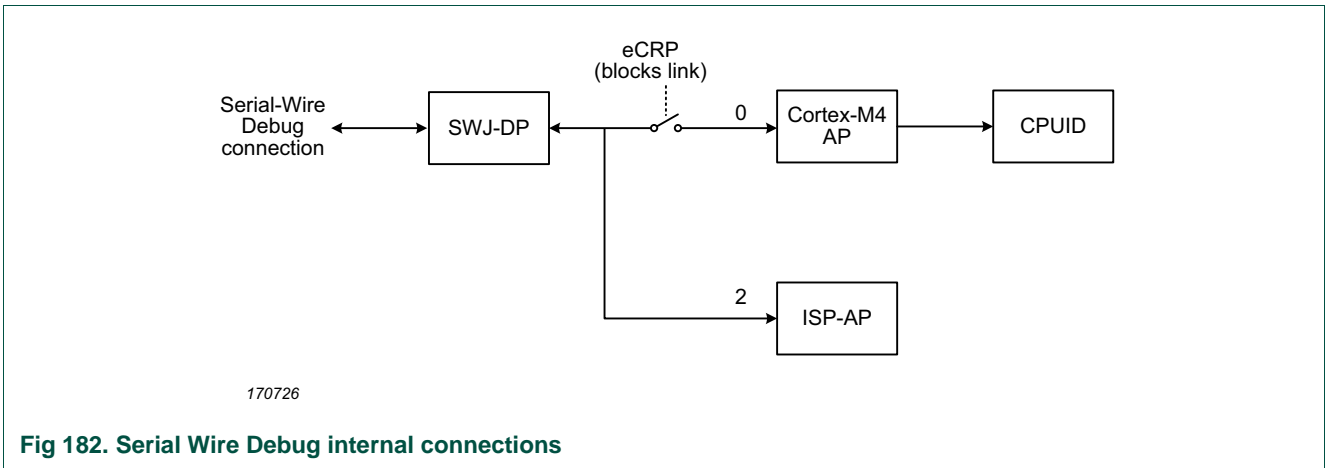 eCRP
(blocks link)
Serial-Wire
Debug
connection
SWJ-DP
0
Cortex-M4
AP
CPUID
2
ISP-AP
170726
Fig 182. Serial Wire Debug internal connections